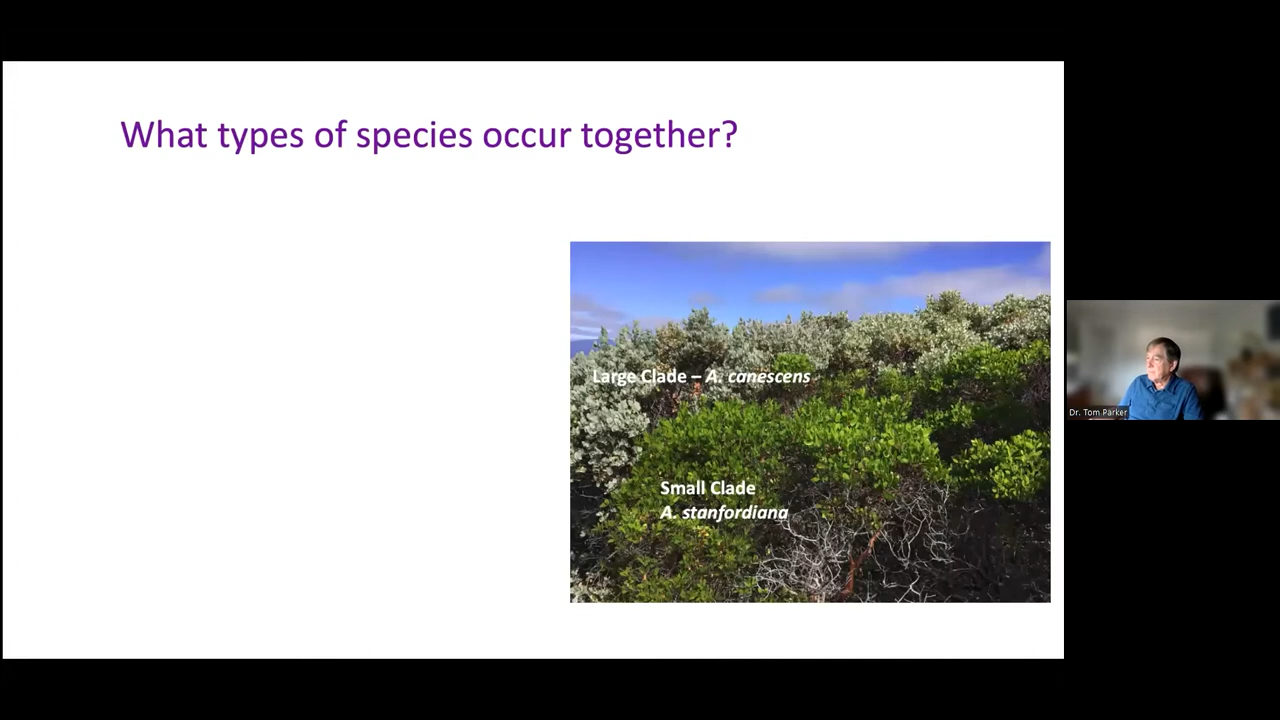 What types of species occur together?
Large Clade – A. canescens
Small Clade
A. stanfordiana
Dr. Tom Parker